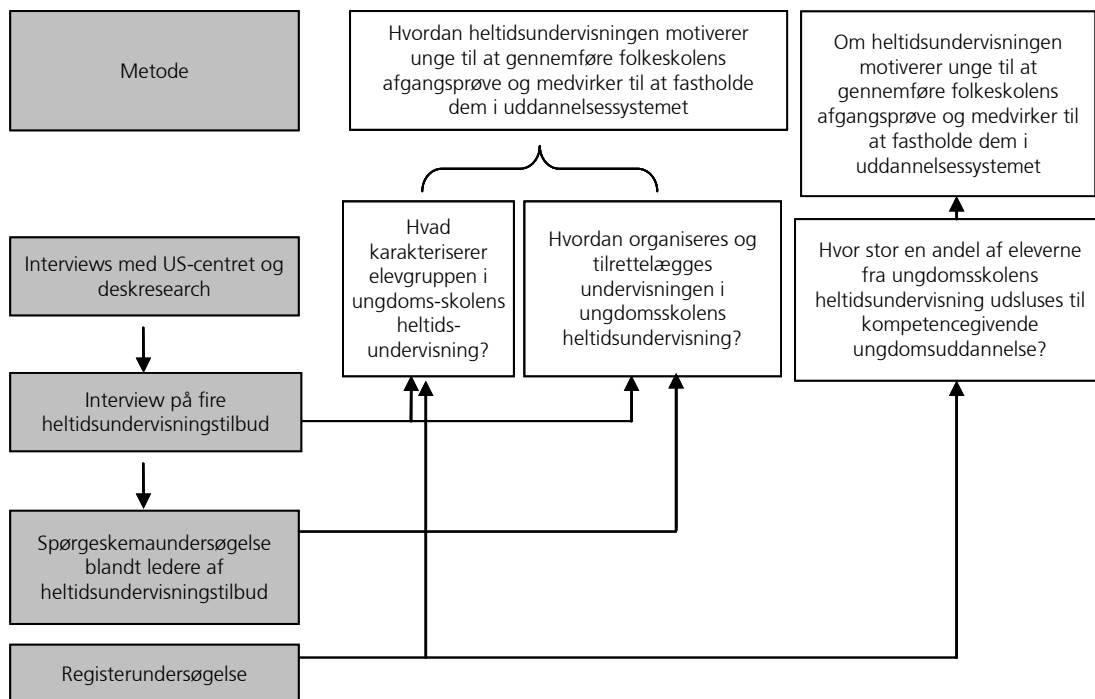 Metode
Hvordan heltidsundervisningen motiverer
unge til at gennemføre folkeskolens
afgangsprøve og medvirker til at fastholde
dem i uddannelsessystemet
Om heltidsundervisningen
motiverer unge til at
gennemføre folkeskolens
afgangsprøve og medvirker til
at fastholde dem i
uddannelsessystemet
Interviews med US-centret og
deskresearch
Hvad
karakteriserer
elevgruppen i
ungdoms-skolens
heltids-
undervisning?
Hvordan organiseres og
tilrettelægges
undervisningen i
ungdomsskolens
heltidsundervisning?
Hvor stor en andel af eleverne
fra ungdomsskolens
heltidsundervisning udsluses til
kompetencegivende
ungdomsuddannelse?
Interview på fire
heltidsundervisningstilbud
Spørgeskemaundersøgelse
blandt ledere af
heltidsundervisningstilbud
Registerundersøgelse